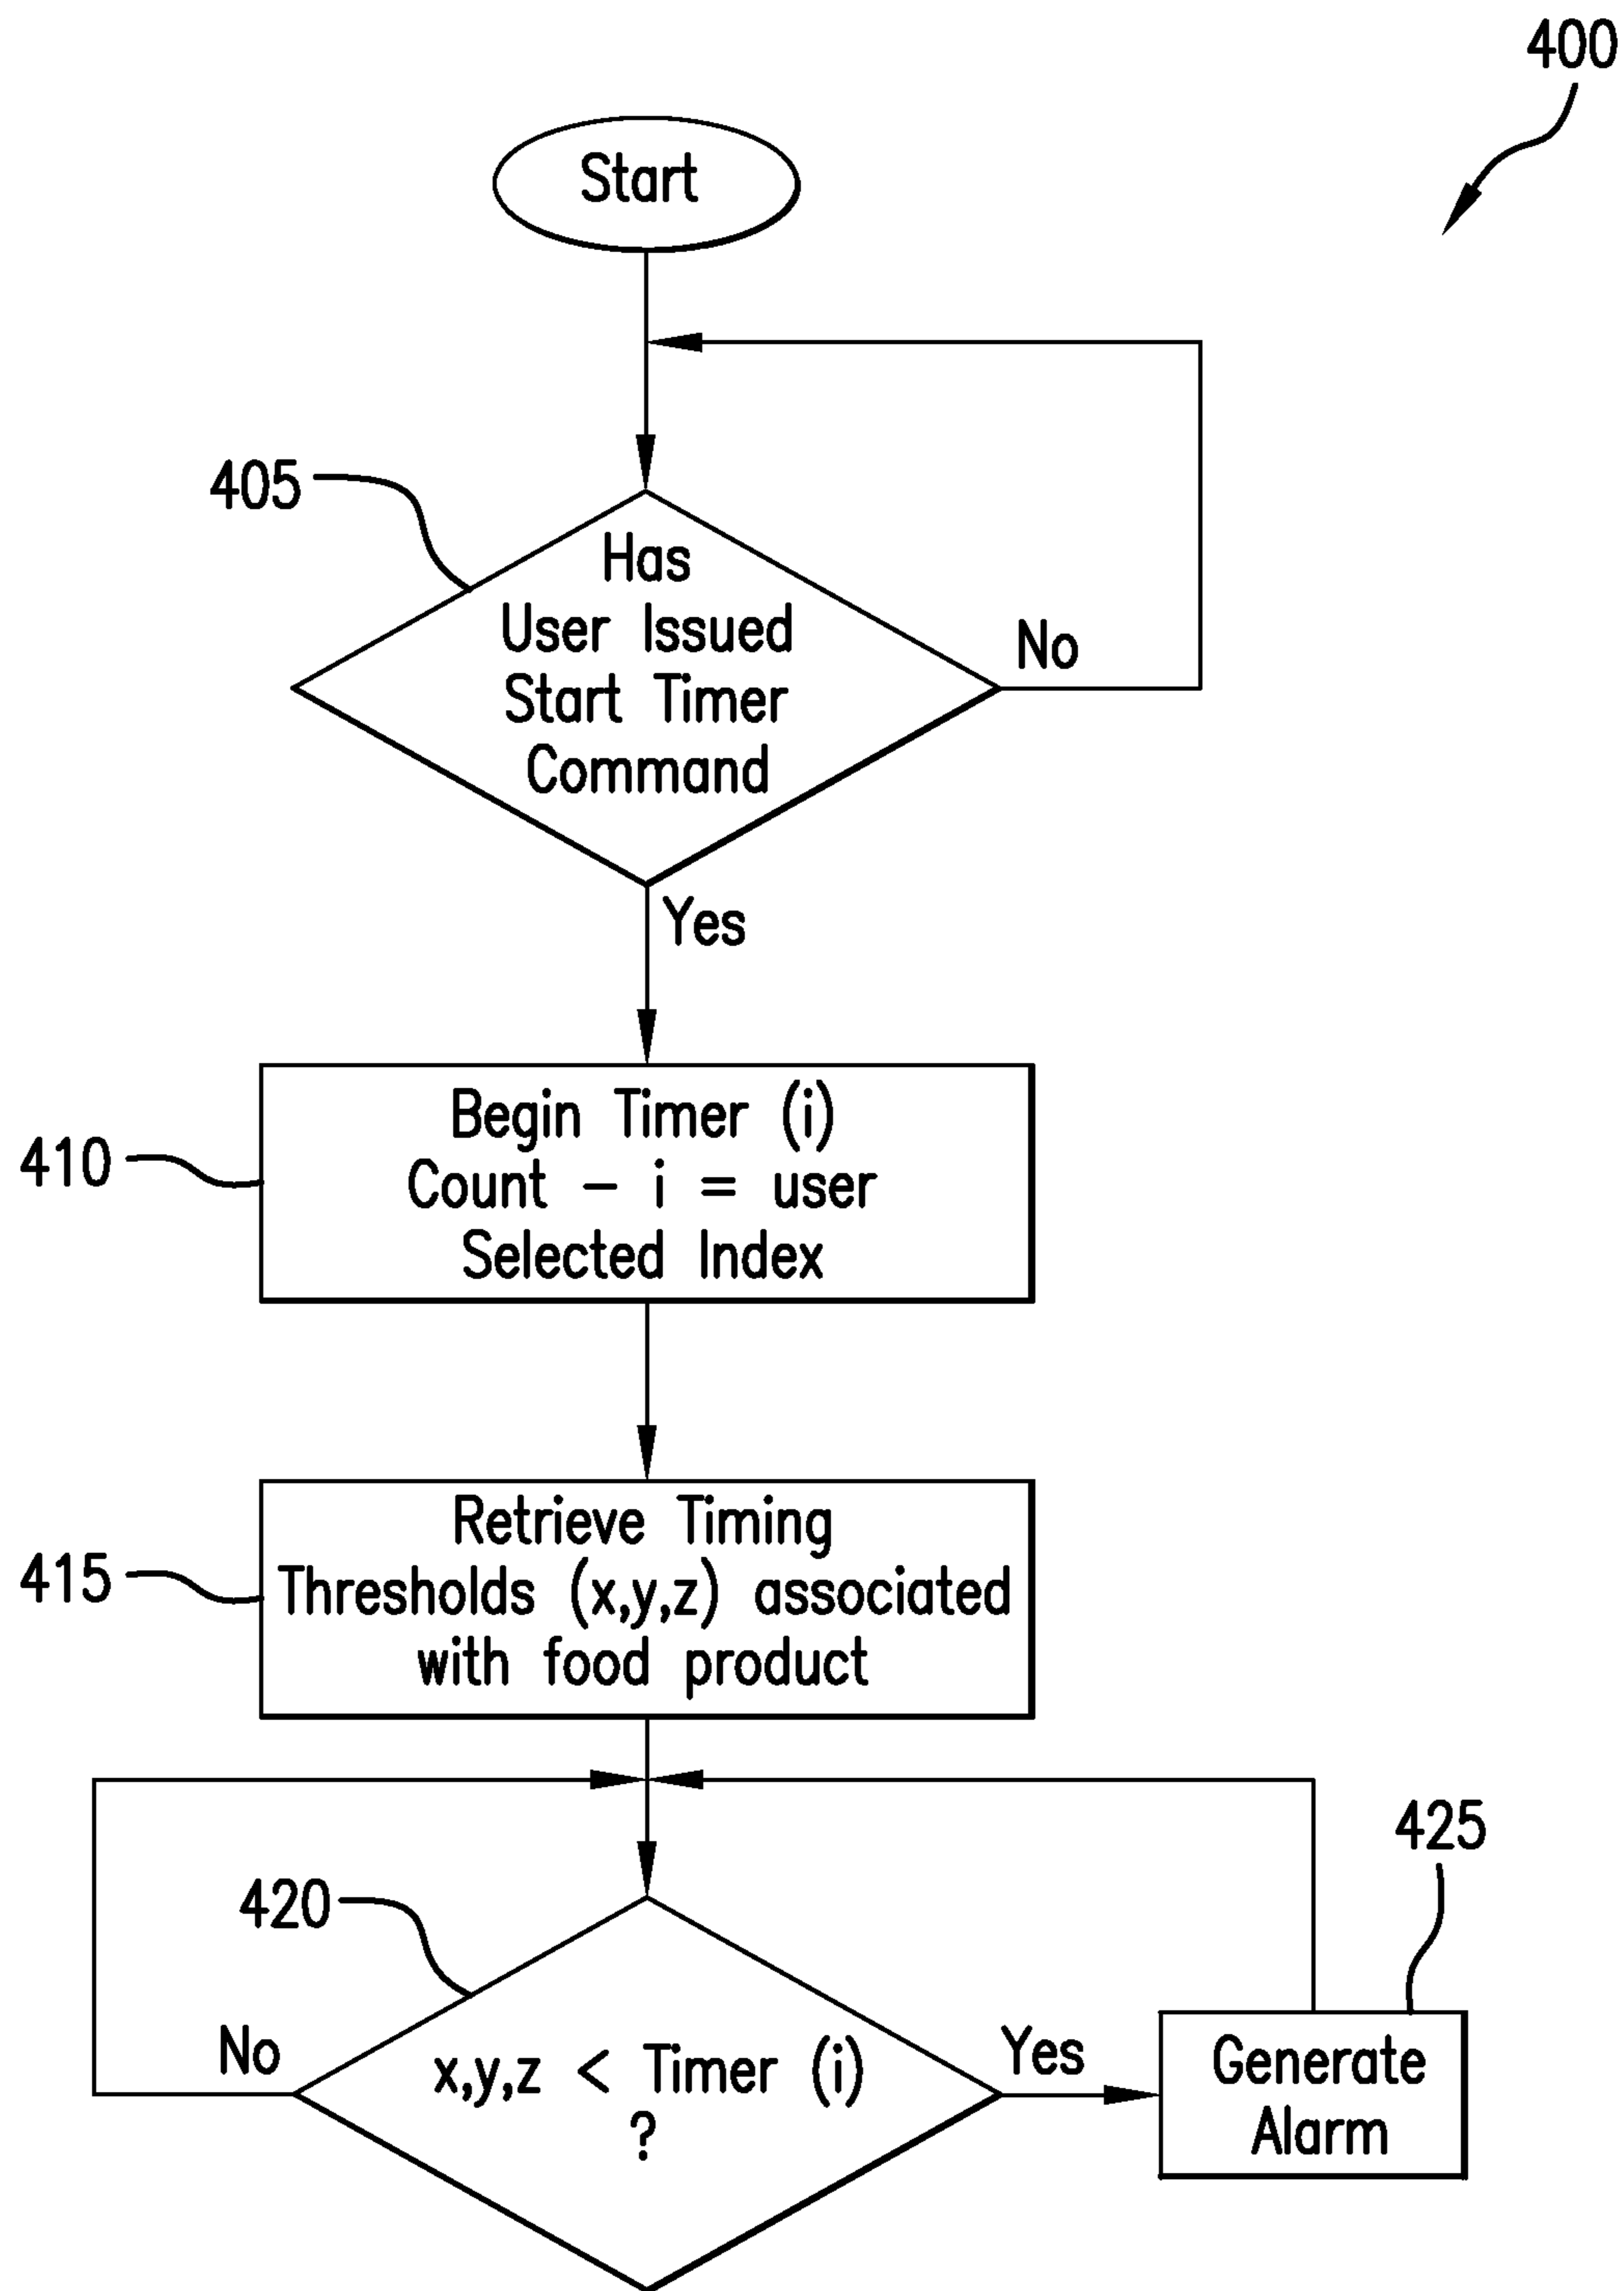 400
Start
405
Has
User Issued
Start Timer
Command
No
Yes
410
Begin Timer (i)
Count - i = user
Selected Index
415
Retrieve Timing
Thresholds (x,y,z) associated
with food product
420
425
No
x,y,z < Timer (i)
?
Yes
Generate
Alarm